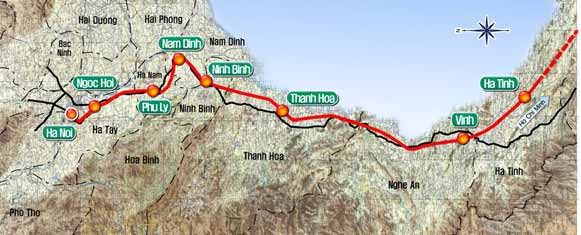 Hai Duong
Hai Phong
Bac
Ninh
Nam Dinh
Nam Dinh
Z
Ngoc Hoi
Ha Nam
Ninh Binh
Ha Tinh
Phu Ly
Ninh Binh
Thanh Hoa
Ha Noi
Ha Tay
Vinh
Ho Chi Minh
Hoa Binh
Thanh Hoa
Ha Tinh
Nghe An
Pho Tho